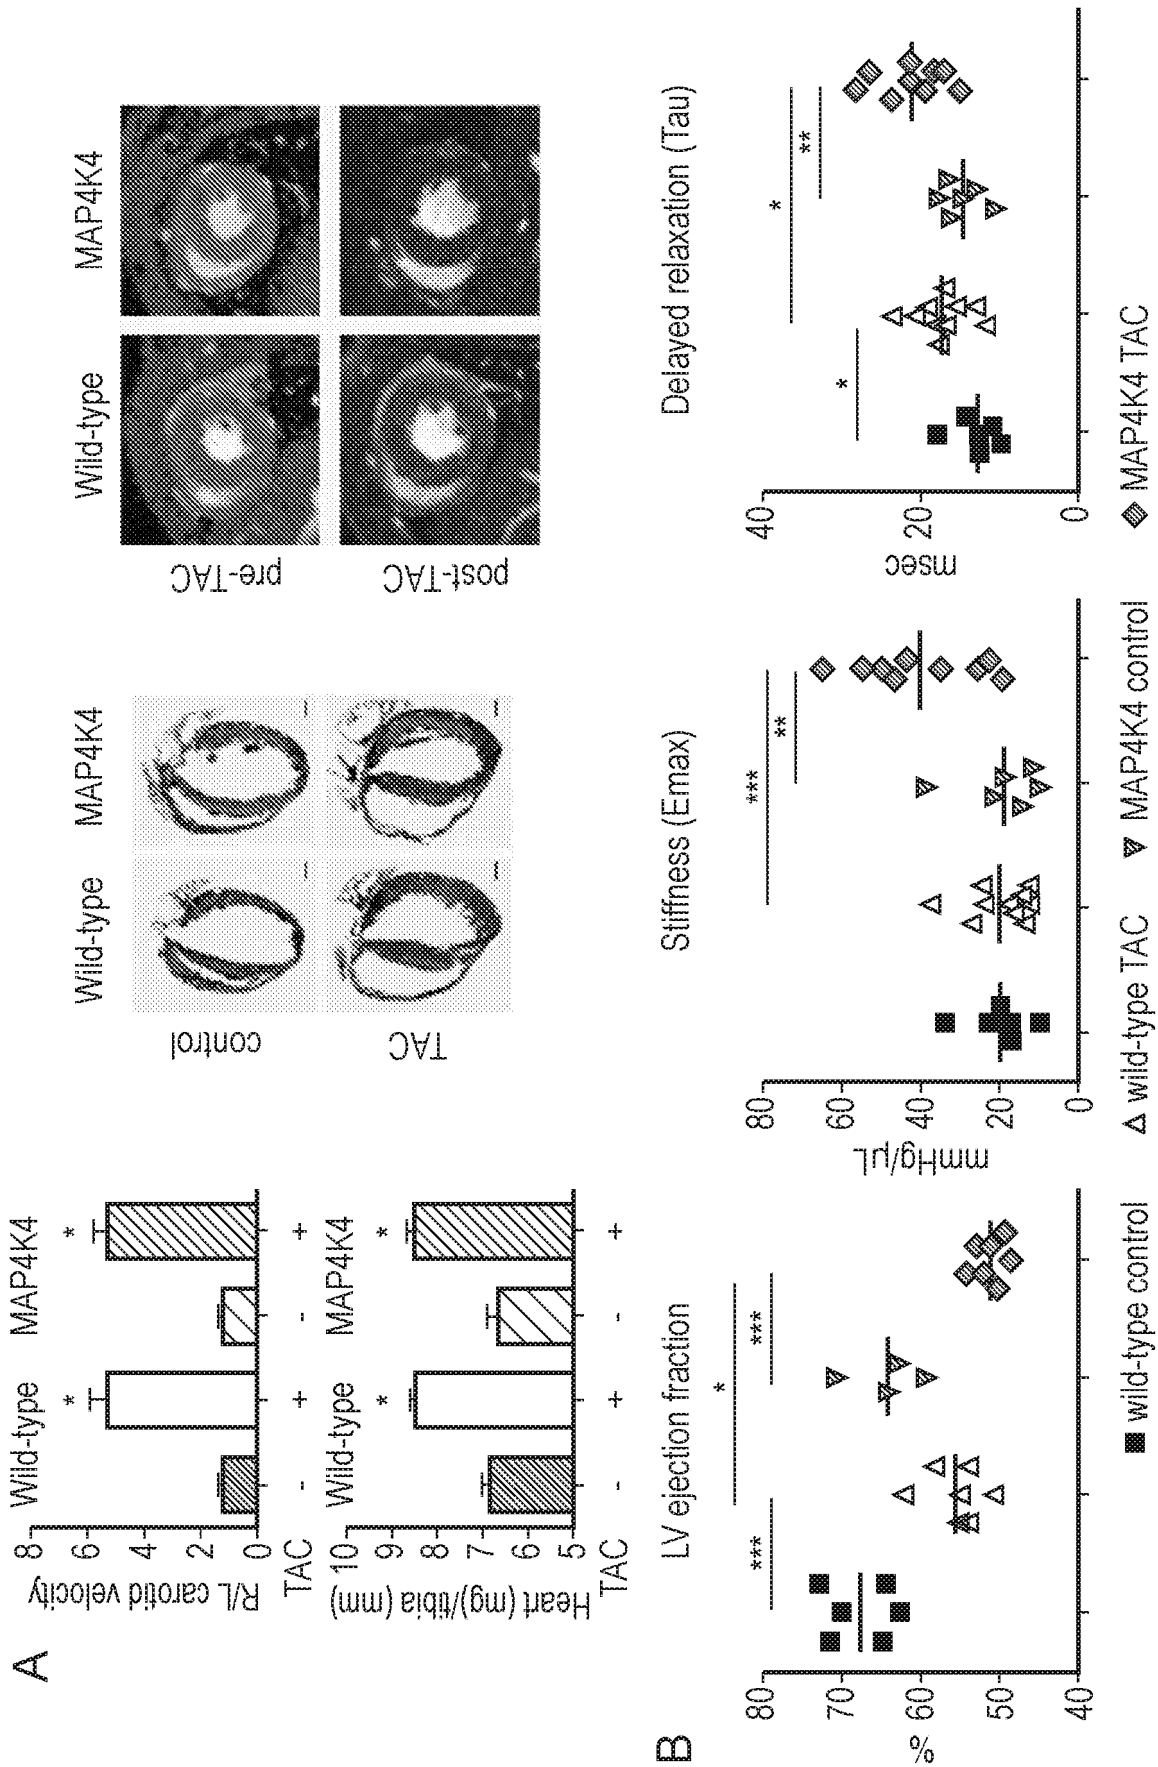 A
Wild-type MAP4K4
R/L carotid velocity
8
6
4
2
0
* *
TAC - + - +
Wild-type MAP4K4
Heart (mg)/tibia (mm)
10
9
8
7
6
5
* *
TAC - + - +
Wild-type MAP4K4
control
TAC
Wild-type MAP4K4
pre-TAC
post-TAC
B
LV ejection fraction
%
80
70
60
50
40
*
*** ***
Stiffness (Emax)
mmHg/µL
80
60
40
20
0
***
**
Delayed relaxation (Tau)
msec
40
20
0
*
* **
■ wild-type control △ wild-type TAC ▼ MAP4K4 control ◆ MAP4K4 TAC